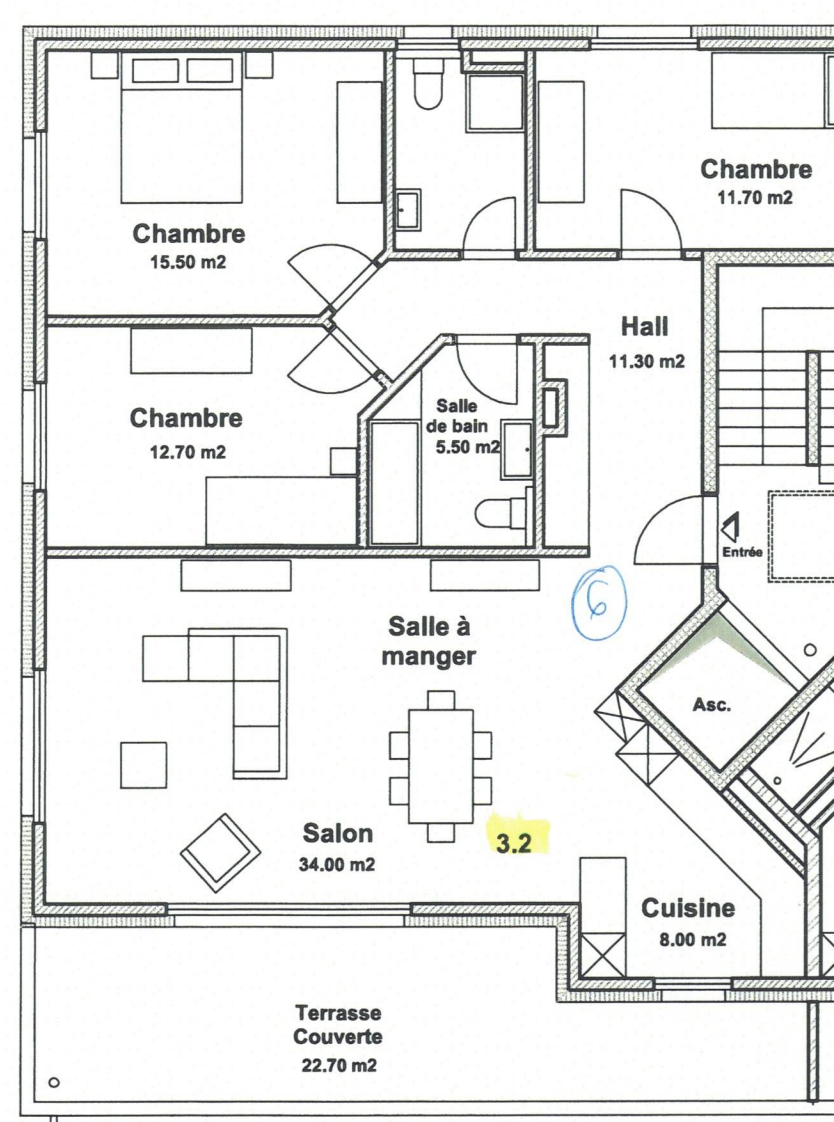 Chambre
11.70 m2
Chambre
15.50 m2
Hall
11.30 m2
Chambre
12.70 m2
Salle
de bain
5.50 m2
Entrée
6
Salle à
manger
Asc.
Salon
34.00 m2
3.2
Cuisine
8.00 m2
Terrasse
Couverte
22.70 m2